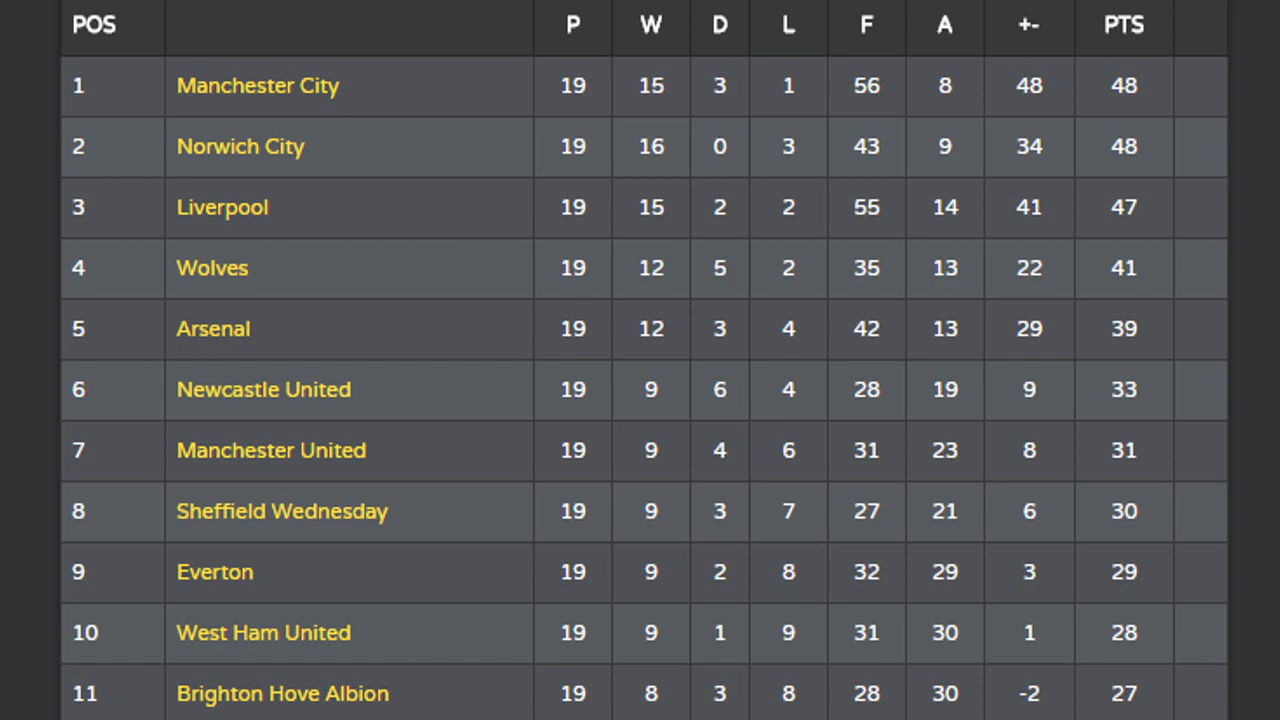 POS P W D L F A +- PTS
1 Manchester City 19 15 3 1 56 8 48 48
2 Norwich City 19 16 0 3 43 9 34 48
3 Liverpool 19 15 2 2 55 14 41 47
4 Wolves 19 12 5 2 35 13 22 41
5 Arsenal 19 12 3 4 42 13 29 39
6 Newcastle United 19 9 6 4 28 19 9 33
7 Manchester United 19 9 4 6 31 23 8 31
8 Sheffield Wednesday 19 9 3 7 27 21 6 30
9 Everton 19 9 2 8 32 29 3 29
10 West Ham United 19 9 1 9 31 30 1 28
11 Brighton Hove Albion 19 8 3 8 28 30 -2 27